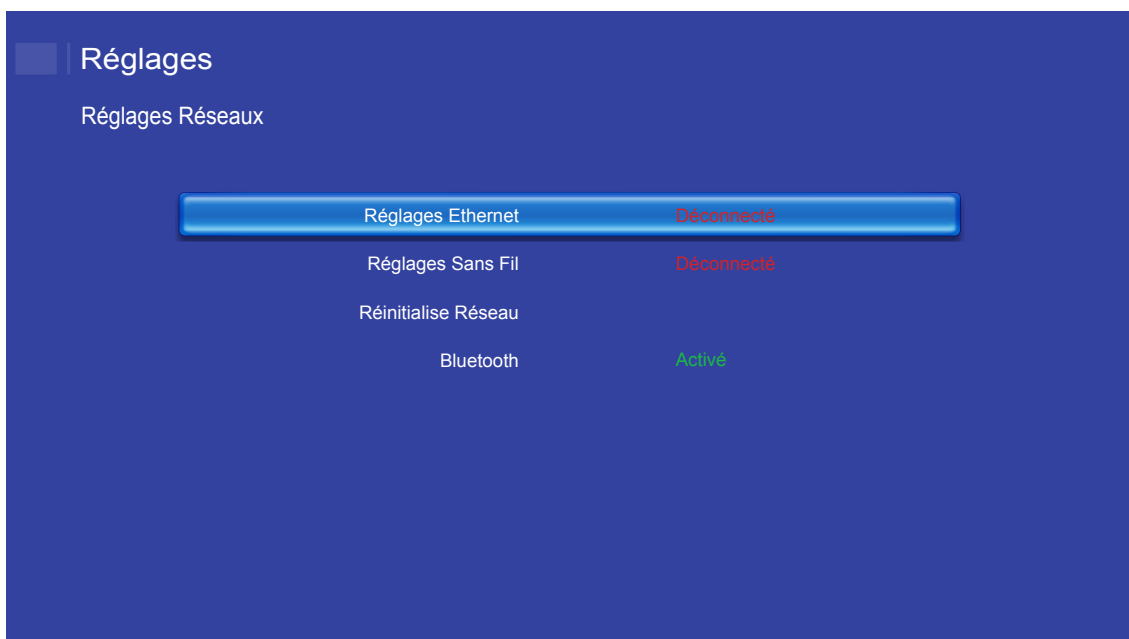 Réglages
Réglages Réseaux
Réglages Ethernet Déconnecté
Réglages Sans Fil Déconnecté
Réinitialise Réseau
Bluetooth Activé